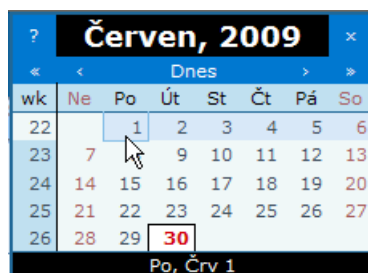 ? Červen, 2009 ×
« ‹ Dnes › »
wk Ne Po Út St Čt Pá So
22 1 2 3 4 5 6
23 7 9 10 11 12 13
24 14 15 16 17 18 19 20
25 21 22 23 24 25 26 27
26 28 29 30
Po, Črv 1